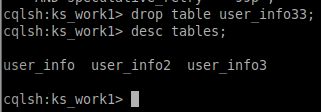 cqlsh:ks_work1> drop table user_info33;
cqlsh:ks_work1> desc tables;
user_info user_info2 user_info3
cqlsh:ks_work1>